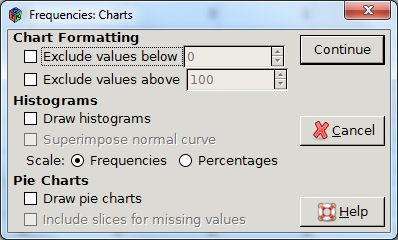 Frequencies: Charts
Chart Formatting
Exclude values below 0
Exclude values above 100
Continue
Histograms
Draw histograms
Superimpose normal curve
Cancel
Scale: Frequencies Percentages
Pie Charts
Draw pie charts
Include slices for missing values
Help